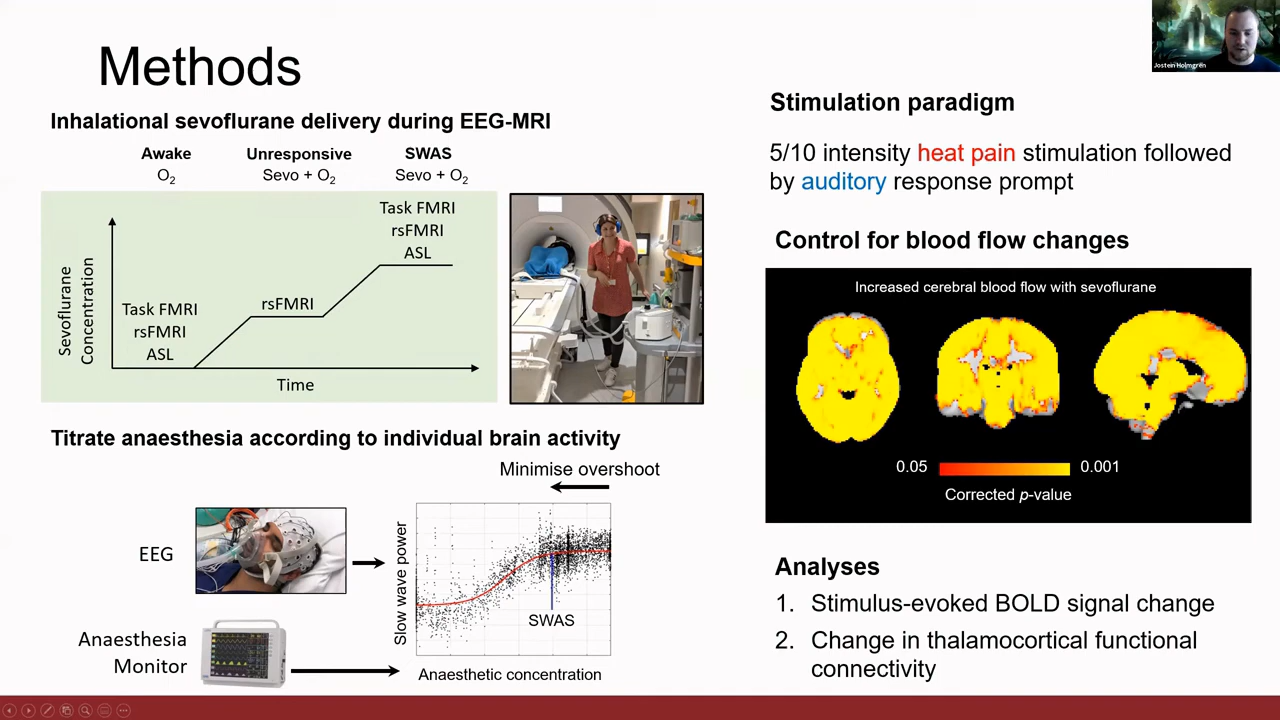 Methods
Jostein Holmgren
Inhalational sevoflurane delivery during EEG-MRI
Awake
O₂
Unresponsive
Sevo + O₂
SWAS
Sevo + O₂
Task FMRI
rsFMRI
ASL
rsFMRI
Task FMRI
rsFMRI
ASL
Sevoflurane
Concentration
Time
Titrate anaesthesia according to individual brain activity
Minimise overshoot
EEG
Anaesthesia
Monitor
Slow wave power
SWAS
Anaesthetic concentration
Stimulation paradigm
5/10 intensity heat pain stimulation followed
by auditory response prompt
Control for blood flow changes
Increased cerebral blood flow with sevoflurane
0.05
0.001
Corrected p-value
Analyses
1. Stimulus-evoked BOLD signal change
2. Change in thalamocortical functional
connectivity